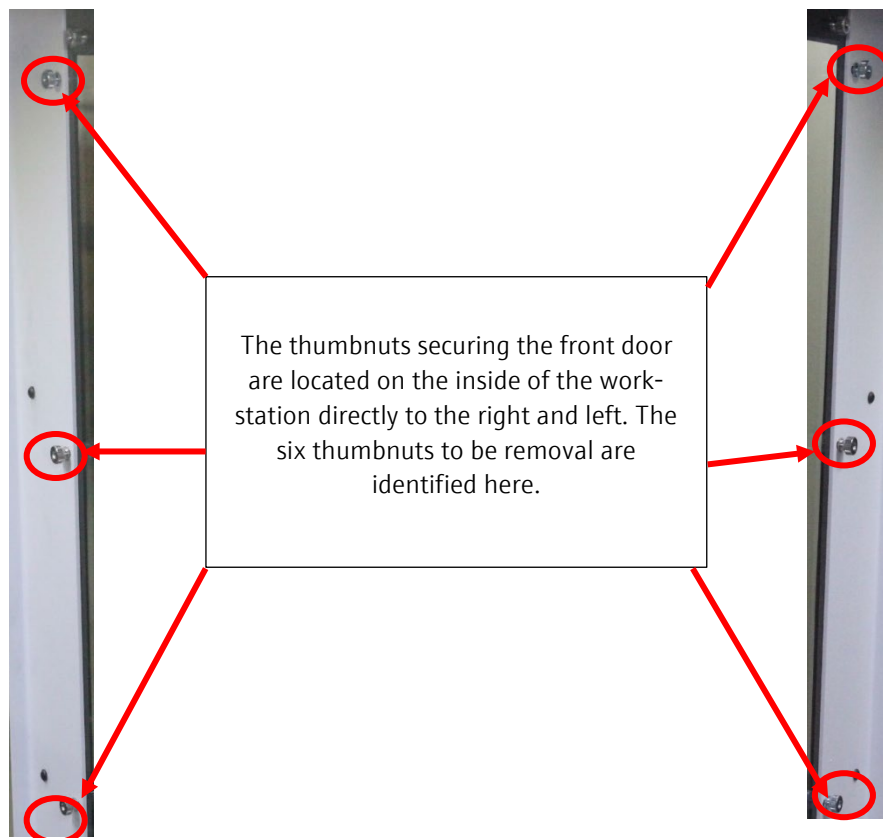 The thumbnuts securing the front door
are located on the inside of the work-
station directly to the right and left. The
six thumbnuts to be removal are
identified here.